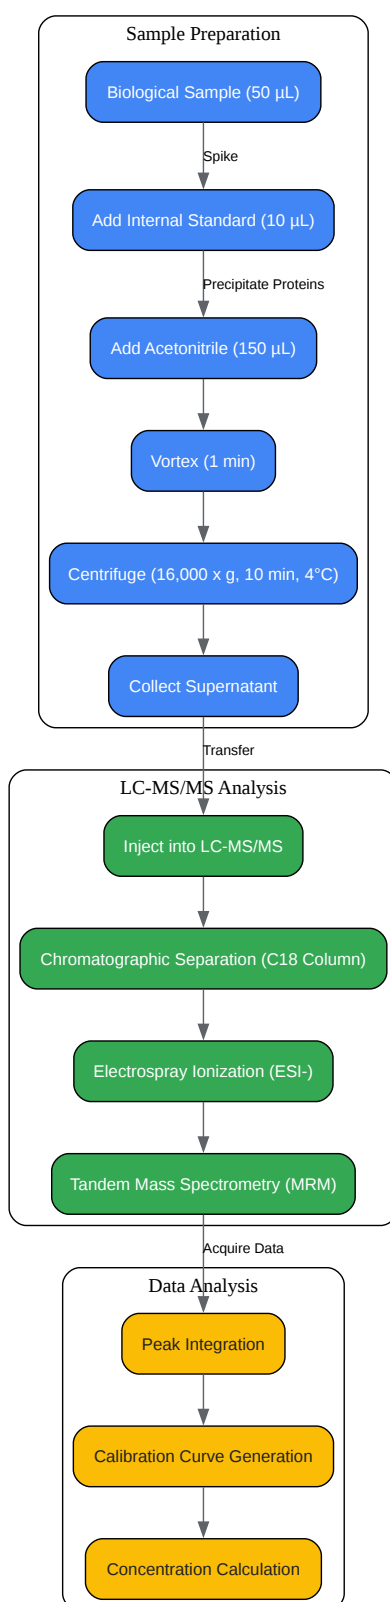 Sample Preparation
Biological Sample (50 µL)
Spike
Add Internal Standard (10 µL)
Precipitate Proteins
Add Acetonitrile (150 µL)
Vortex (1 min)
Centrifuge (16,000 x g, 10 min, 4°C)
Collect Supernatant
Transfer
LC-MS/MS Analysis
Inject into LC-MS/MS
Chromatographic Separation (C18 Column)
Electrospray Ionization (ESI-)
Tandem Mass Spectrometry (MRM)
Acquire Data
Data Analysis
Peak Integration
Calibration Curve Generation
Concentration Calculation